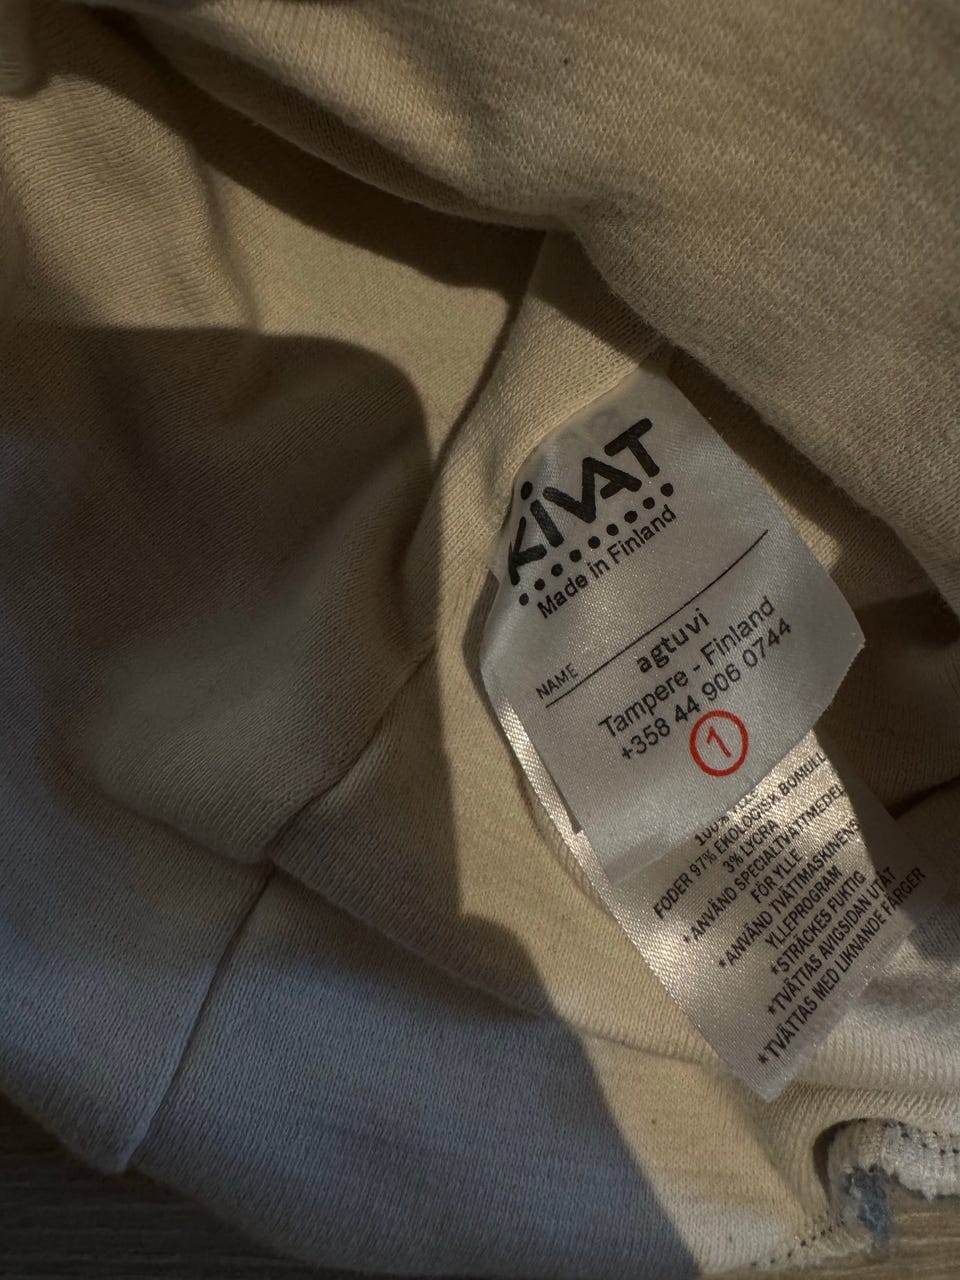 KiVAT
Made in Finland
NAME
agtuvi
Tampere - Finland
+358 44 906 0744
1
100%
FODER 97% EKOLOGISK BOMULL
3% LYCRA
*ANVÄND SPECIALTVÄTTMEDEL
FÖR YLLE
*ANVÄND TVÄTTMASKINENS
YLLEPROGRAM
*STRÄCKES FUKTIG
*TVÄTTAS AVIGSIDAN UTÅT
*TVÄTTAS MED LIKNANDE FÄRGER